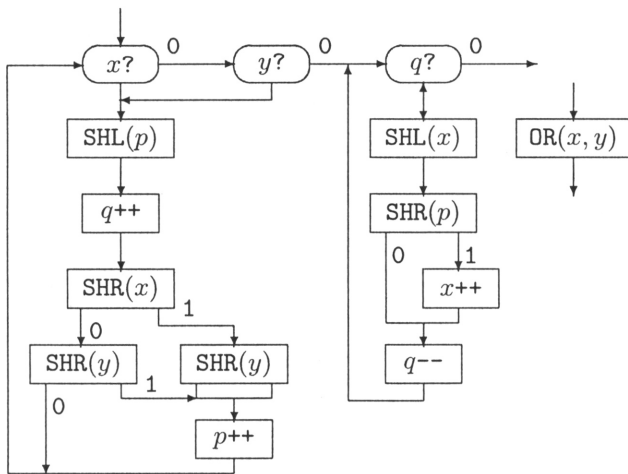 0 0 0
x? y? q?
SHL(p) SHL(x) OR(x, y)
q++ SHR(p)
0 1
SHR(x) x++
1
0
SHR(y) SHR(y) q--
1
0
p++